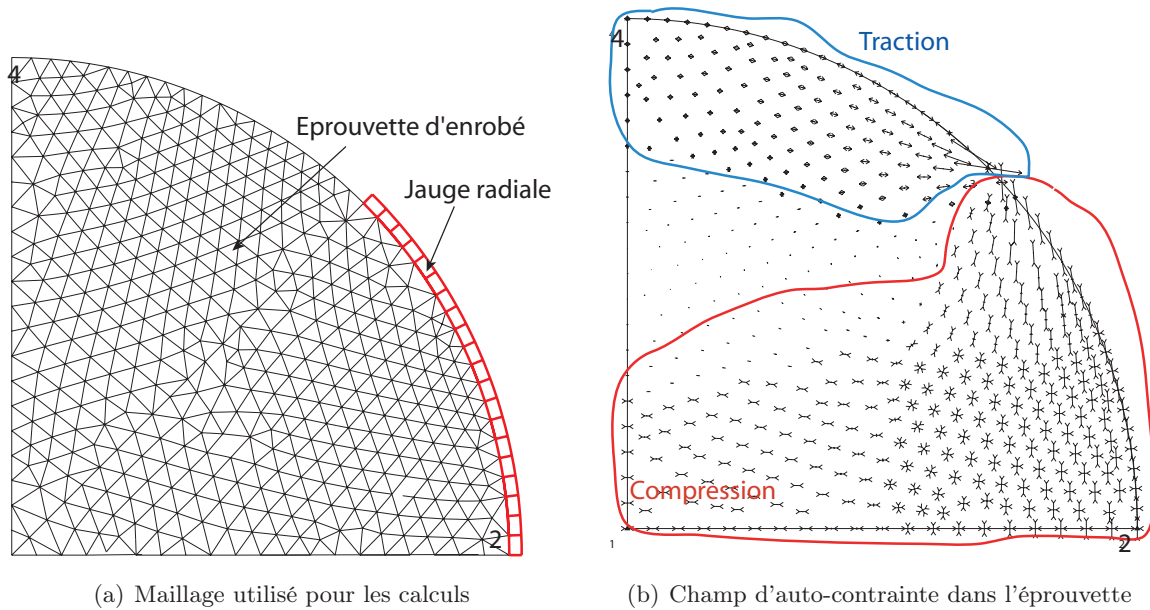 4
Eprouvette d'enrobé
Jauge radiale
2
(a) Maillage utilisé pour les calculs
4
Traction
3
Compression
1
2
(b) Champ d'auto-contrainte dans l'éprouvette